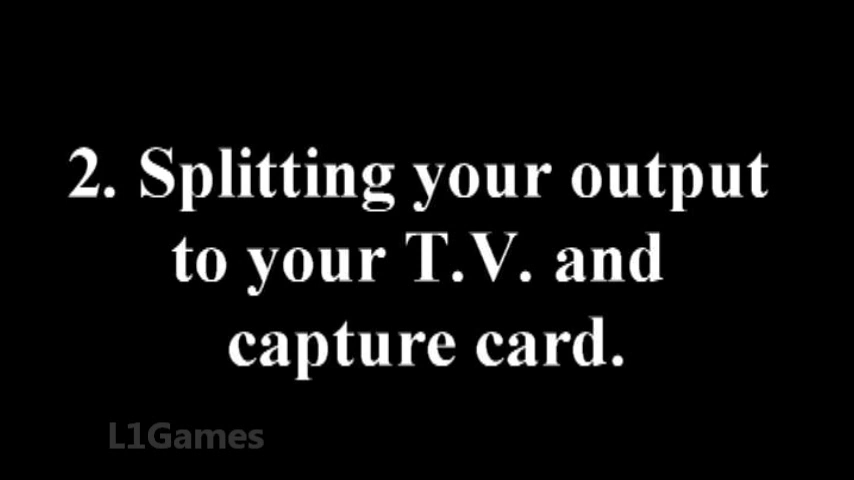 2. Splitting your output
to your T.V. and
capture card.
L1Games